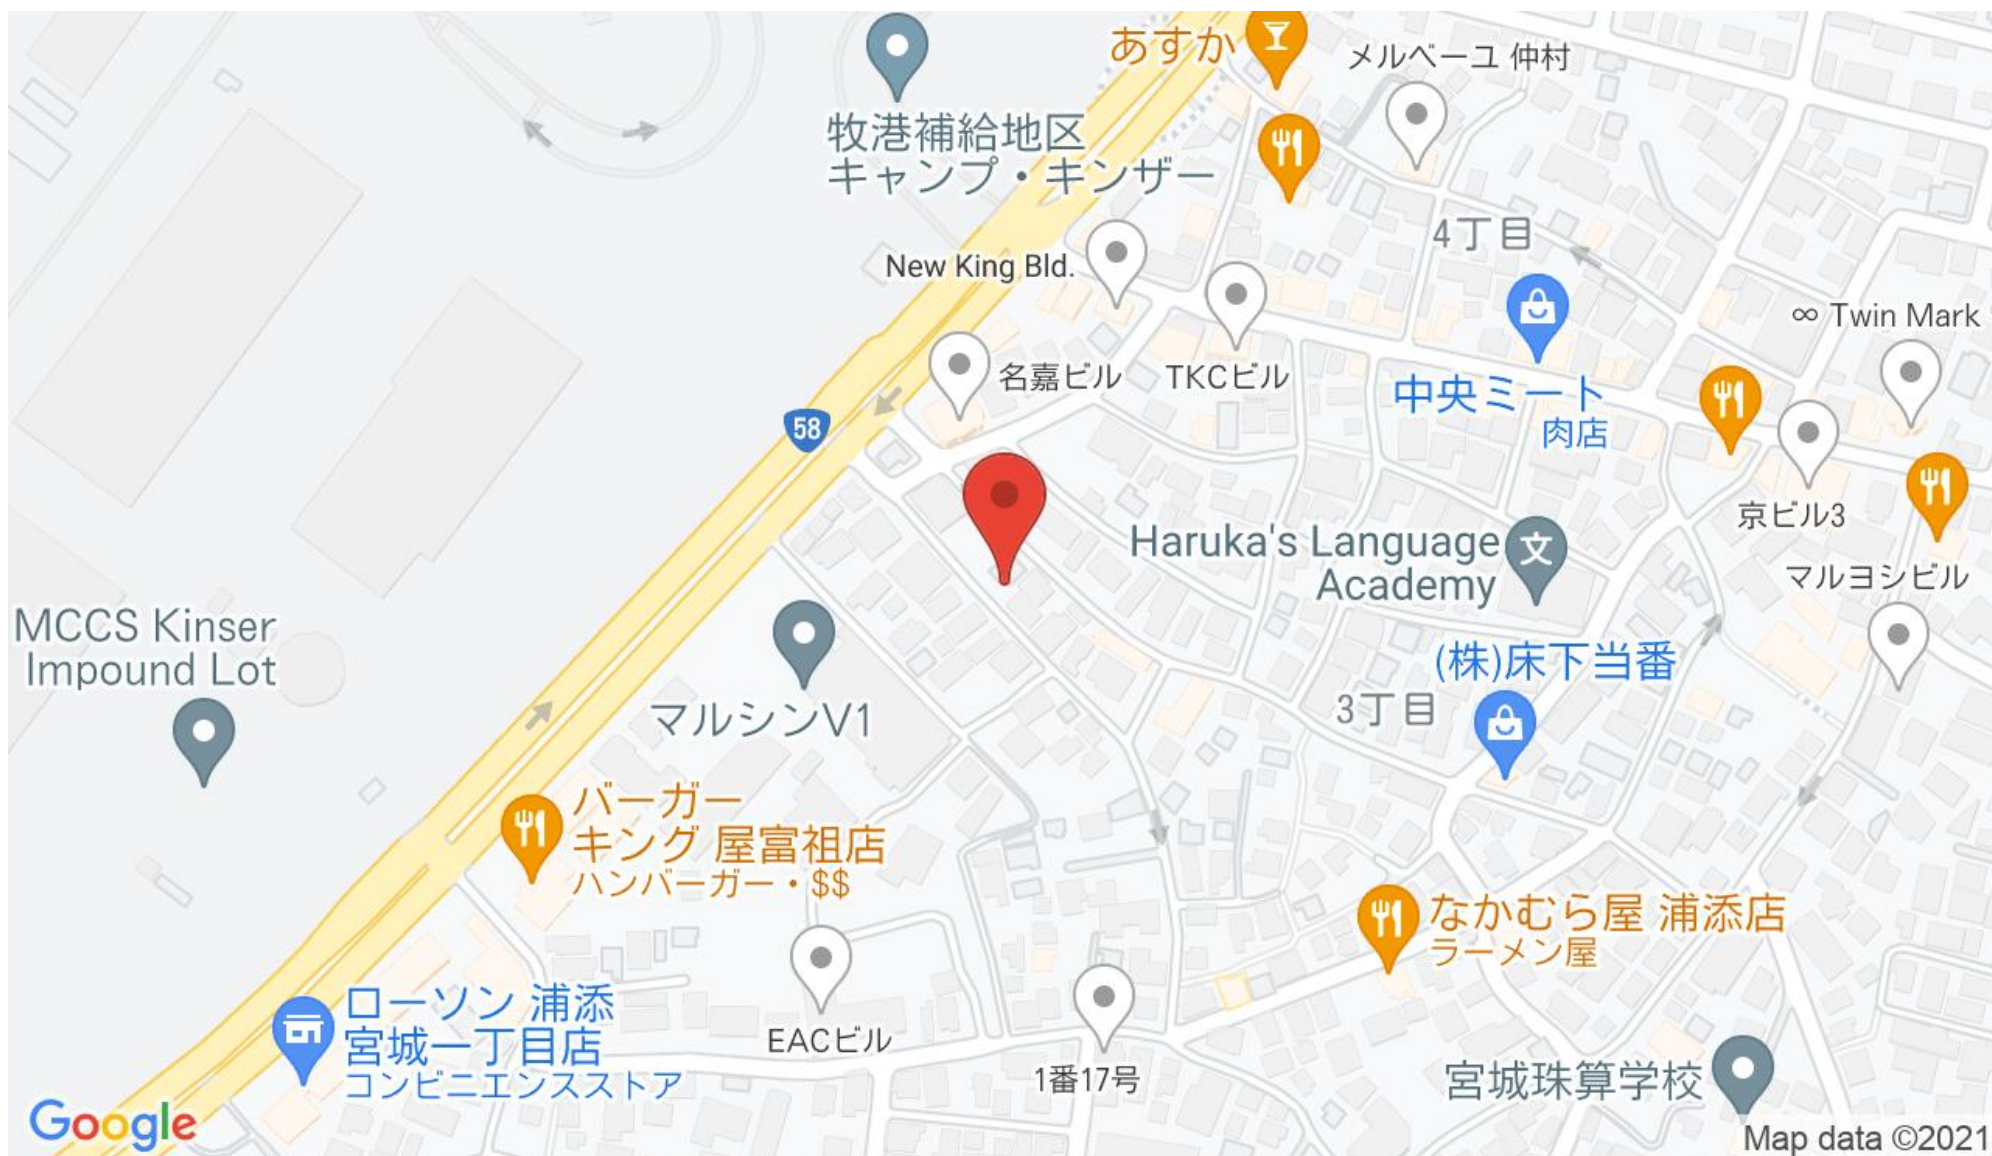 あすか
メルベーユ 仲村
牧港補給地区
キャンプ・キンザー
4丁目
New King Bld.
∞ Twin Mark
名嘉ビル
TKCビル
中央ミート
肉店
58
京ビル3
Haruka's Language
Academy
文
マルヨシビル
MCCS Kinser
Impound Lot
(株)床下当番
マルシンV1
3丁目
バーガー
キング 屋富祖店
ハンバーガー・$$
なかむら屋 浦添店
ラーメン屋
ローソン 浦添
宮城一丁目店
コンビニエンスストア
EACビル
1番17号
宮城珠算学校
Google
Map data ©2021